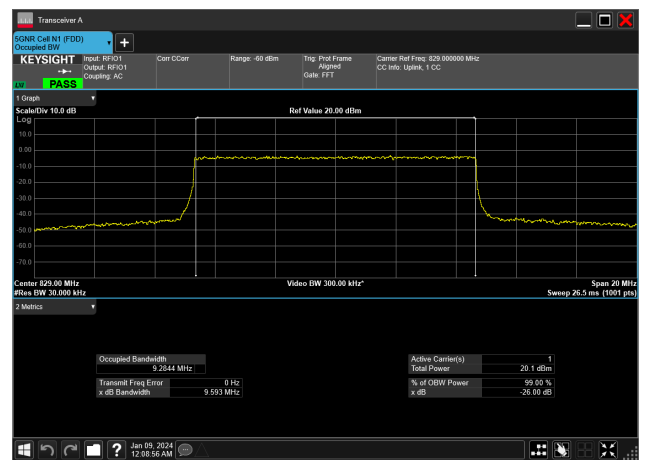 Transceiver A
5GNR Cell N1 (FDD)
Occupied BW
KEYSIGHT
LXI
PASS
Input: RFIO1
Output: RFIO1
Coupling: AC
Corr CCorr
Range: -60 dBm
Trig: Prot Frame
Aligned
Gate: FFT
Carrier Ref Freq: 829.000000 MHz
CC Info: Uplink, 1 CC
1 Graph
Scale/Div 10.0 dB
Ref Value 20.00 dBm
Log
10.0
0.00
-10.0
-20.0
-30.0
-40.0
-50.0
-60.0
-70.0
Center 829.00 MHz
Video BW 300.00 kHz*
Span 20 MHz
#Res BW 30.000 kHz
Sweep 26.5 ms (1001 pts)
2 Metrics
Occupied Bandwidth
9.2844 MHz
Active Carrier(s) 1
Total Power 20.1 dBm
Transmit Freq Error 0 Hz
x dB Bandwidth 9.593 MHz
% of OBW Power 99.00 %
x dB -26.00 dB
?
Jan 09, 2024
12:08:56 AM